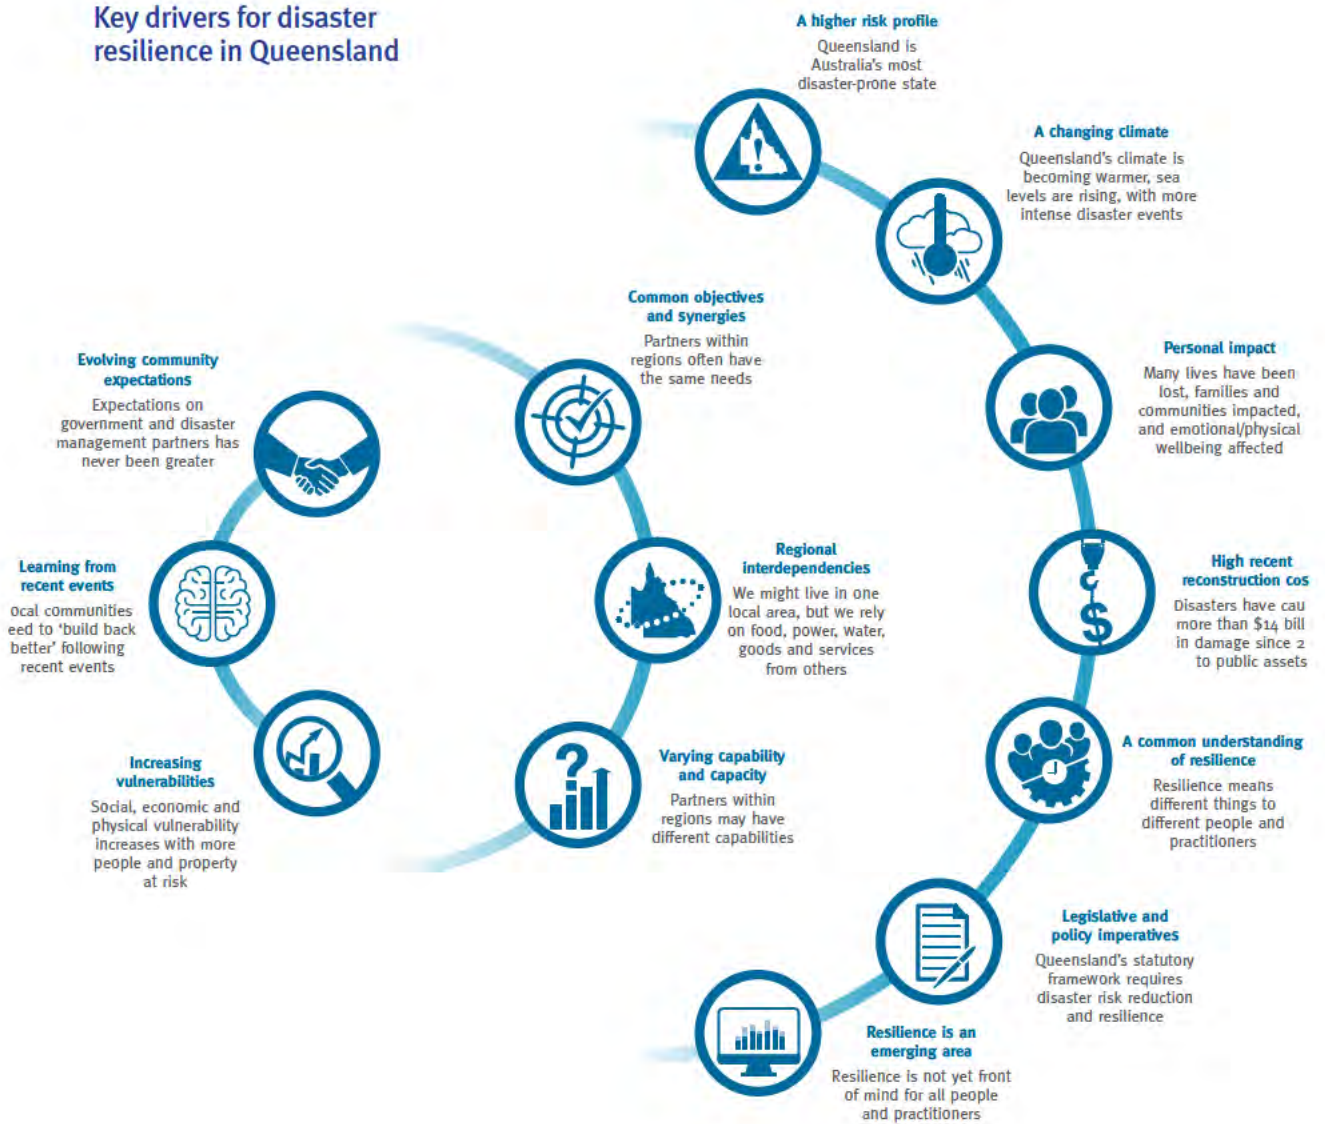 Key drivers for disaster
resilience in Queensland
A higher risk profile
Queensland is
Australia's most
disaster-prone state
A changing climate
Queensland's climate is
becoming warmer, sea
levels are rising, with more
intense disaster events
Personal impact
Many lives have been
lost, families and
communities impacted,
and emotional/physical
wellbeing affected
High recent
reconstruction cos
Disasters have cau
more than $14 bill
in damage since 2
to public assets
A common understanding
of resilience
Resilience means
different things to
different people and
practitioners
Legislative and
policy imperatives
Queensland's statutory
framework requires
disaster risk reduction
and resilience
Resilience is an
emerging area
Resilience is not yet front
of mind for all people
and practitioners
Common objectives
and synergies
Partners within
regions often have
the same needs
Regional
interdependencies
We might live in one
local area, but we rely
on food, power, water,
goods and services
from others
Varying capability
and capacity
Partners within
regions may have
different capabilities
Evolving community
expectations
Expectations on
government and disaster
management partners has
never been greater
Learning from
recent events
ocal communities
eed to 'build back
better' following
recent events
Increasing
vulnerabilities
Social, economic and
physical vulnerability
increases with more
people and property
at risk